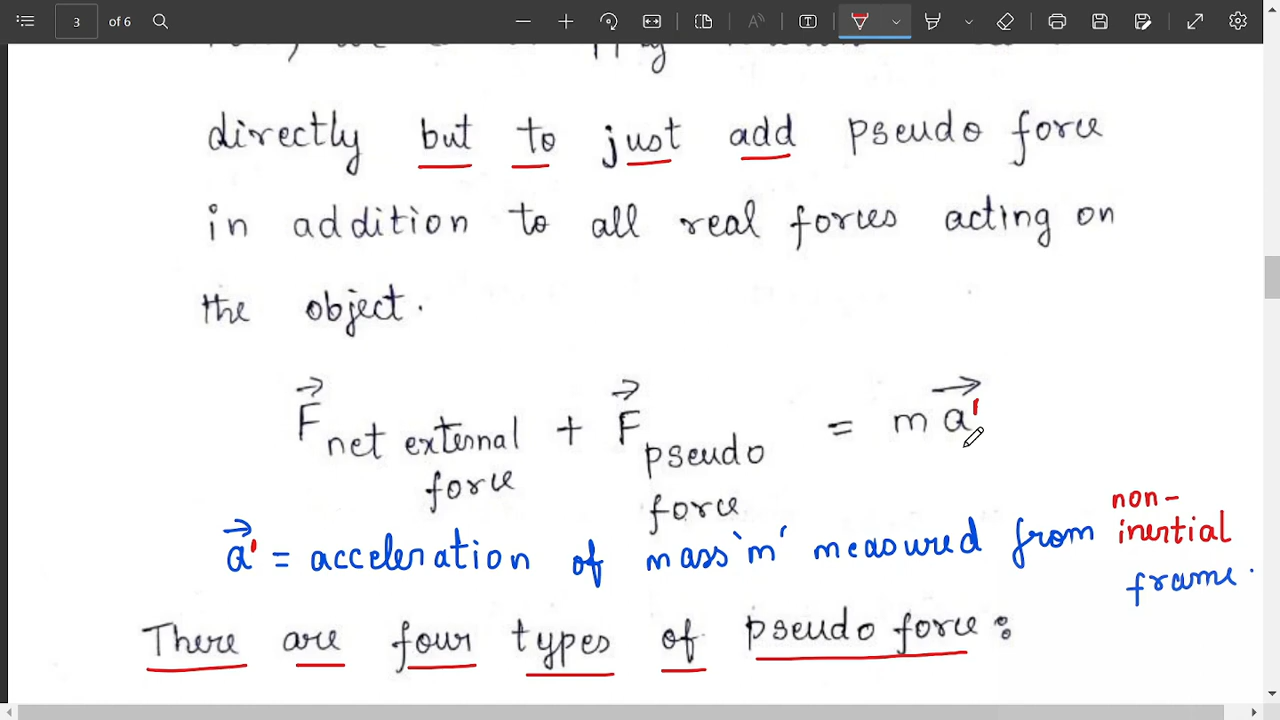 3 of 6
directly but to just add pseudo force
in addition to all real forces acting on
the object.
F⃗ net external force + F⃗ pseudo force = m a⃗'
a⃗' = acceleration of mass 'm' measured from non-inertial frame.
There are four types of pseudo force :